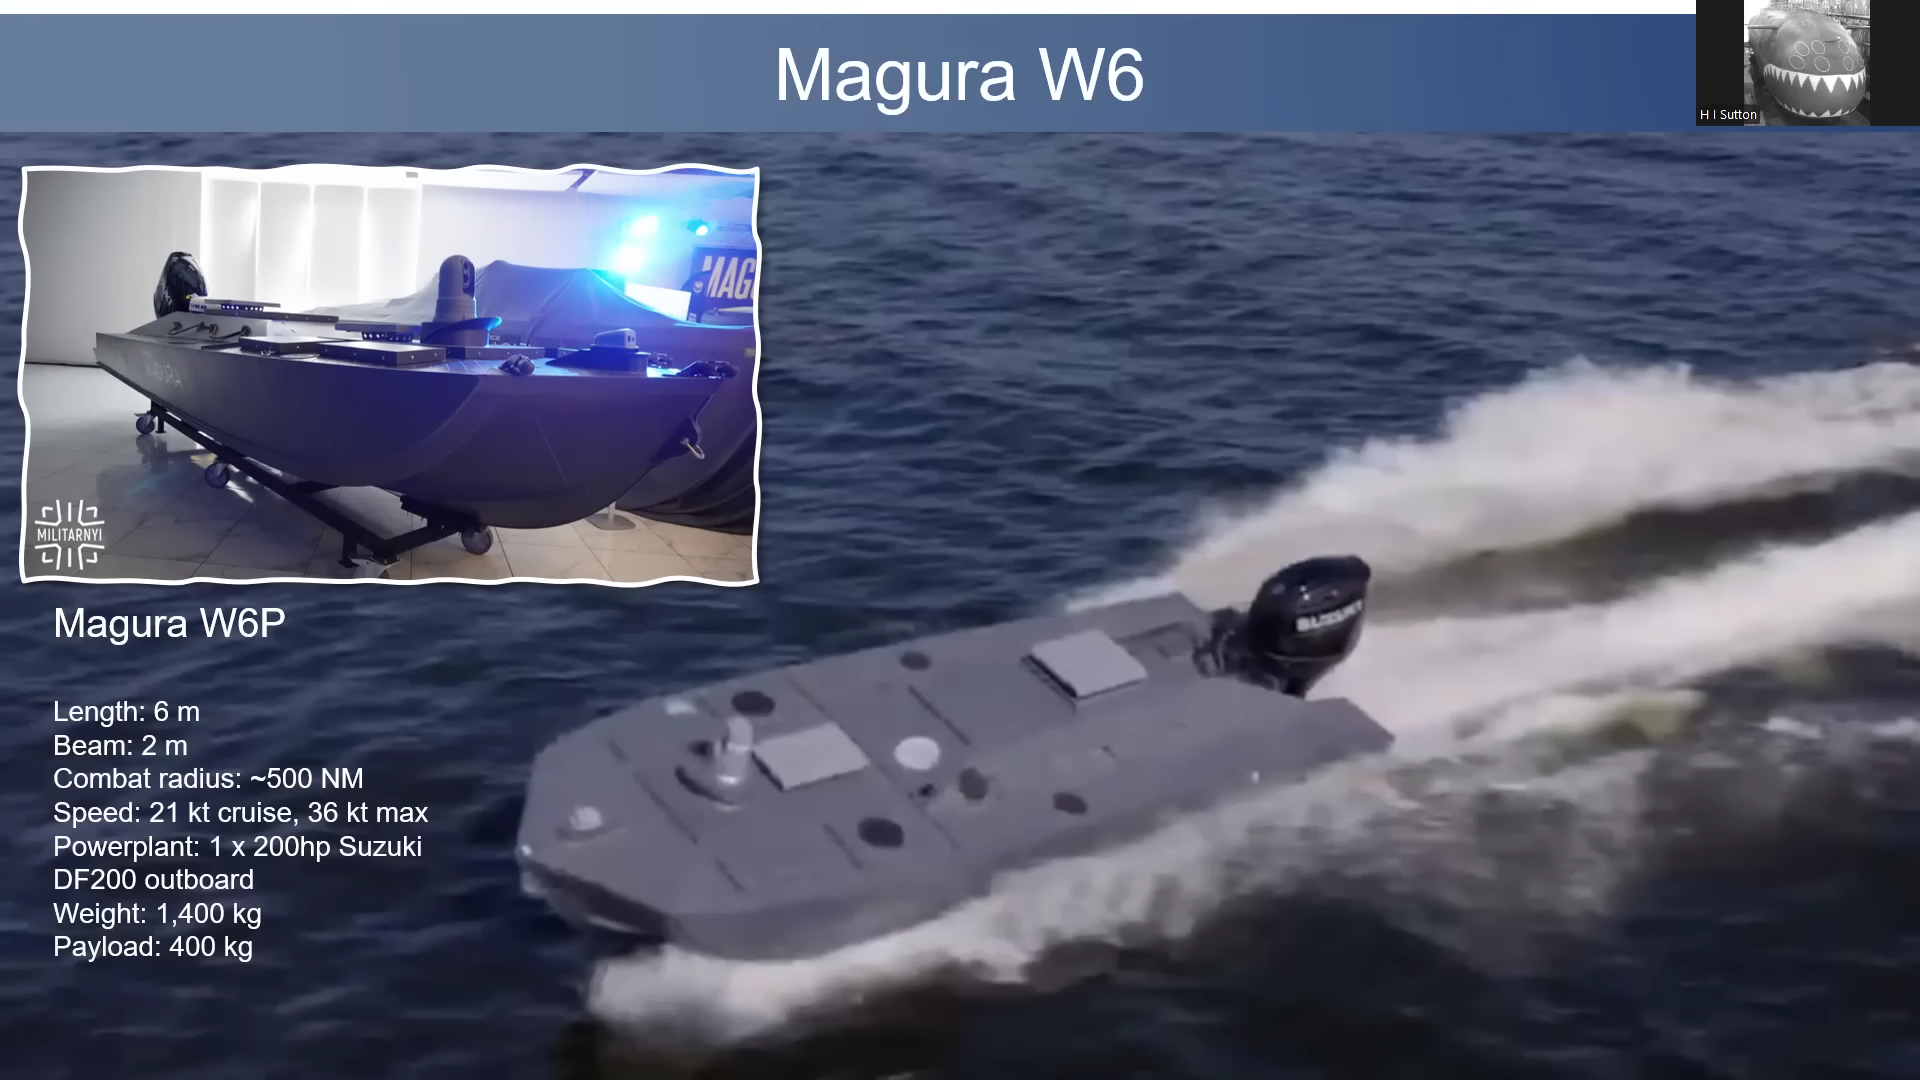 Magura W6
H I Sutton
MAG
MAGURA
MILITARNYI
Magura W6P
Length: 6 m
Beam: 2 m
Combat radius: ~500 NM
Speed: 21 kt cruise, 36 kt max
Powerplant: 1 x 200hp Suzuki
DF200 outboard
Weight: 1,400 kg
Payload: 400 kg